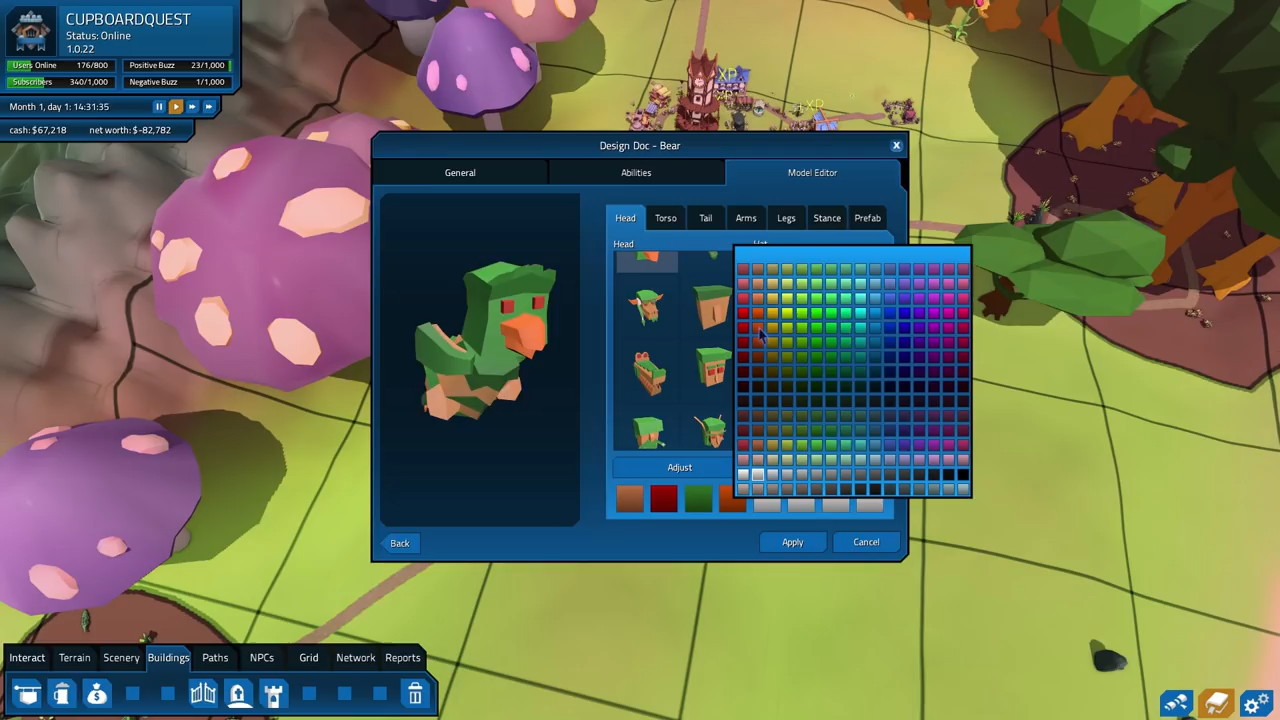 CUPBOARDQUEST
Status: Online
1.0.22
Users Online 176/800
Positive Buzz 23/1,000
Subscribers 340/1,000
Negative Buzz 1/1,000
Month 1, day 1: 14:31:35
cash: $67,218 net worth: $-82,782
XP
XP
Design Doc - Bear
X
General
Abilities
Model Editor
Head
Torso
Tail
Arms
Legs
Stance
Prefab
Head
Hat
Adjust
Back
Apply
Cancel
Interact
Terrain
Scenery
Buildings
Paths
NPCs
Grid
Network
Reports